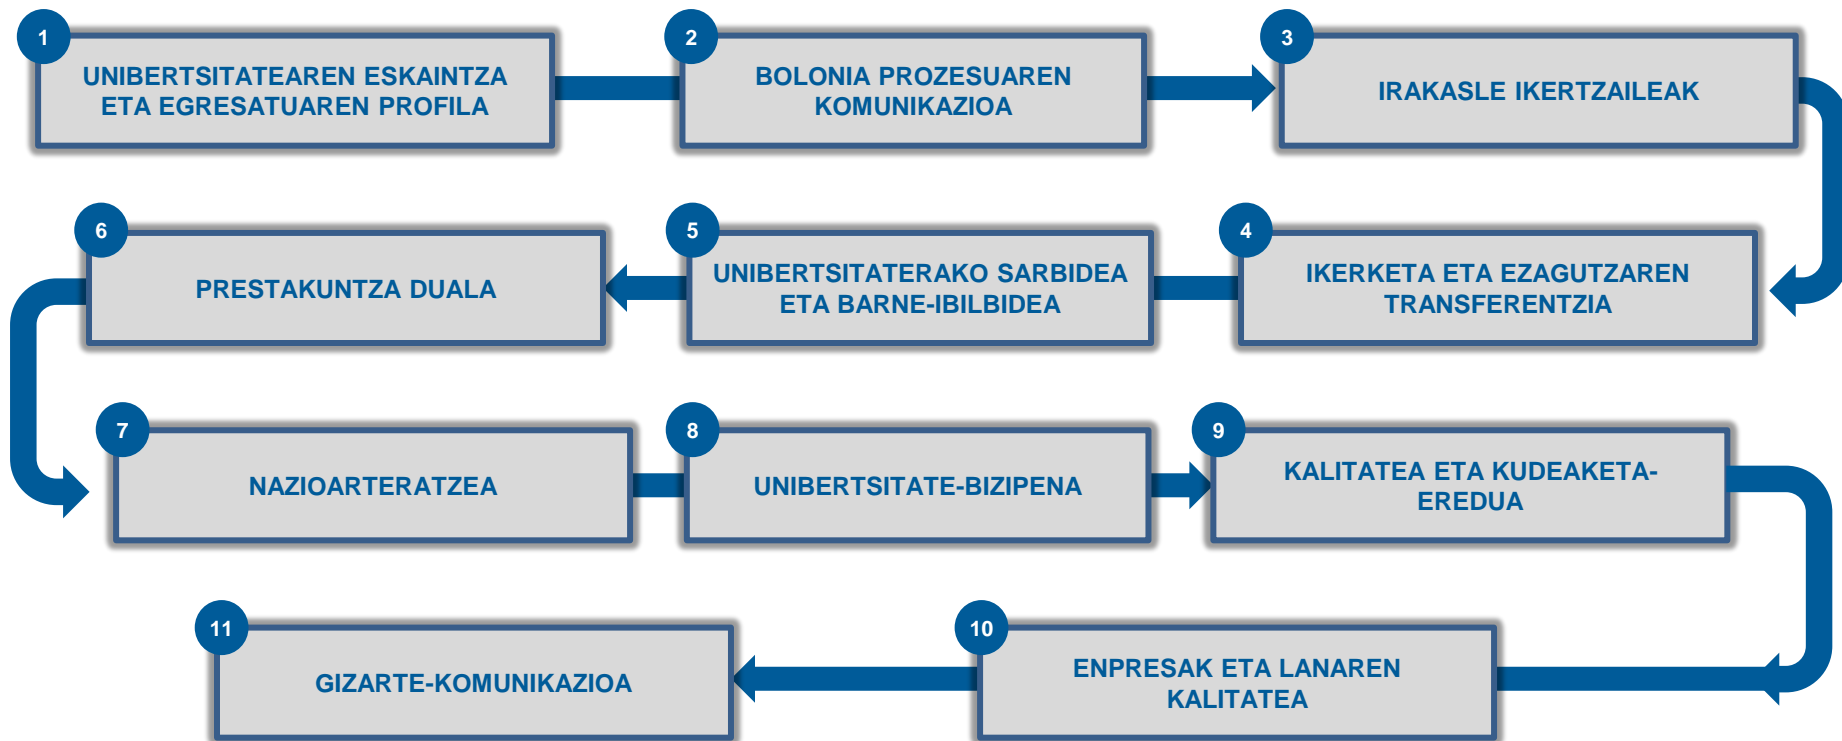 1
UNIBERTSITATEAREN ESKAINTZA
ETA EGRESATUAREN PROFILA
2
BOLONIA PROZESUAREN
KOMUNIKAZIOA
3
IRAKASLE IKERTZAILEAK
4
IKERKETA ETA EZAGUTZAREN
TRANSFERENTZIA
5
UNIBERTSITATERAKO SARBIDEA
ETA BARNE-IBILBIDEA
6
PRESTAKUNTZA DUALA
7
NAZIOARTERATZEA
8
UNIBERTSITATE-BIZIPENA
9
KALITATEA ETA KUDEAKETA-
EREDUA
10
ENPRESAK ETA LANAREN
KALITATEA
11
GIZARTE-KOMUNIKAZIOA